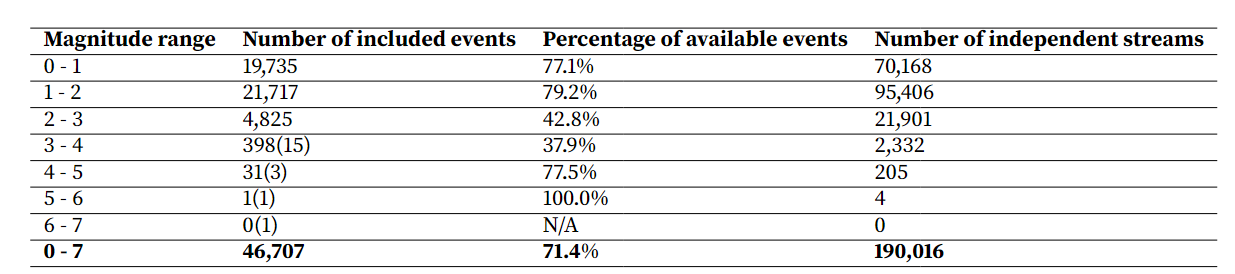 Magnitude range Number of included events Percentage of available events Number of independent streams
0 - 1 19,735 77.1% 70,168
1 - 2 21,717 79.2% 95,406
2 - 3 4,825 42.8% 21,901
3 - 4 398(15) 37.9% 2,332
4 - 5 31(3) 77.5% 205
5 - 6 1(1) 100.0% 4
6 - 7 0(1) N/A 0
0 - 7 46,707 71.4% 190,016